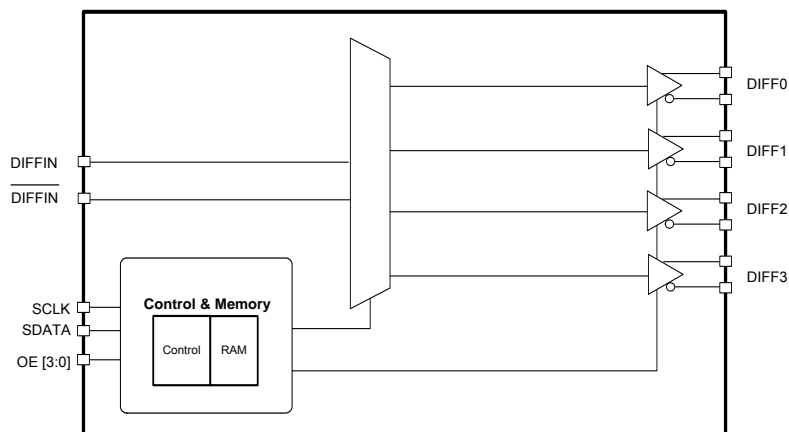 DIFF0
DIFF1
DIFFIN
DIFFIN
DIFF2
DIFF3
SCLK
SDATA
OE [3:0]
Control & Memory
Control
RAM